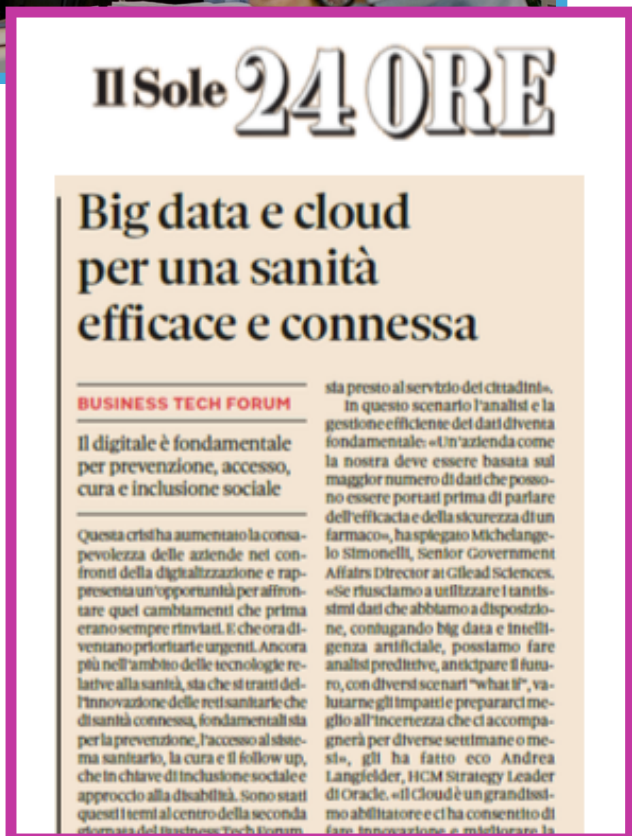 Il Sole 24 ORE
Big data e cloud
per una sanità
efficace e connessa
BUSINESS TECH FORUM
Il digitale è fondamentale
per prevenzione, accesso,
cura e inclusione sociale
Questa crisi ha aumentato la consa-
pevolezza delle aziende nei con-
fronti della digitalizzazione e rap-
presenta un'opportunità per affron-
tare quei cambiamenti che prima
erano sempre rinviati. E che ora di-
ventano prioritari e urgenti. Ancora
più nell'ambito delle tecnologie re-
lative alla sanità, sia che si tratti del-
l'innovazione delle reti sanitarie che
di sanità connessa, fondamentali sia
per la prevenzione, l'accesso al siste-
ma sanitario, la cura e il follow up,
che in chiave di inclusione sociale e
approccio alla disabilità. Sono stati
questi i temi al centro della seconda
giornata del Business Tech Forum,
sia presto al servizio dei cittadini».
In questo scenario l'analisi e la
gestione efficiente dei dati diventa
fondamentale: «Un'azienda come
la nostra deve essere basata sul
maggior numero di dati che posso-
no essere portati prima di parlare
dell'efficacia e della sicurezza di un
farmaco», ha spiegato Michelange-
lo Simonelli, Senior Government
Affairs Director at Gilead Sciences.
«Se riusciamo a utilizzare i tantis-
simi dati che abbiamo a disposizio-
ne, coniugando big data e intelli-
genza artificiale, possiamo fare
analisi predittive, anticipare il futu-
ro, con diversi scenari "what if", va-
lutarne gli impatti e prepararci me-
glio all'incertezza che ci accompa-
gnerà per diverse settimane o me-
si», gli ha fatto eco Andrea
Langfelder, HCM Strategy Leader
di Oracle. «Il Cloud è un grandissi-
mo abilitatore e ci ha consentito di
fare innovazione e migliorare la